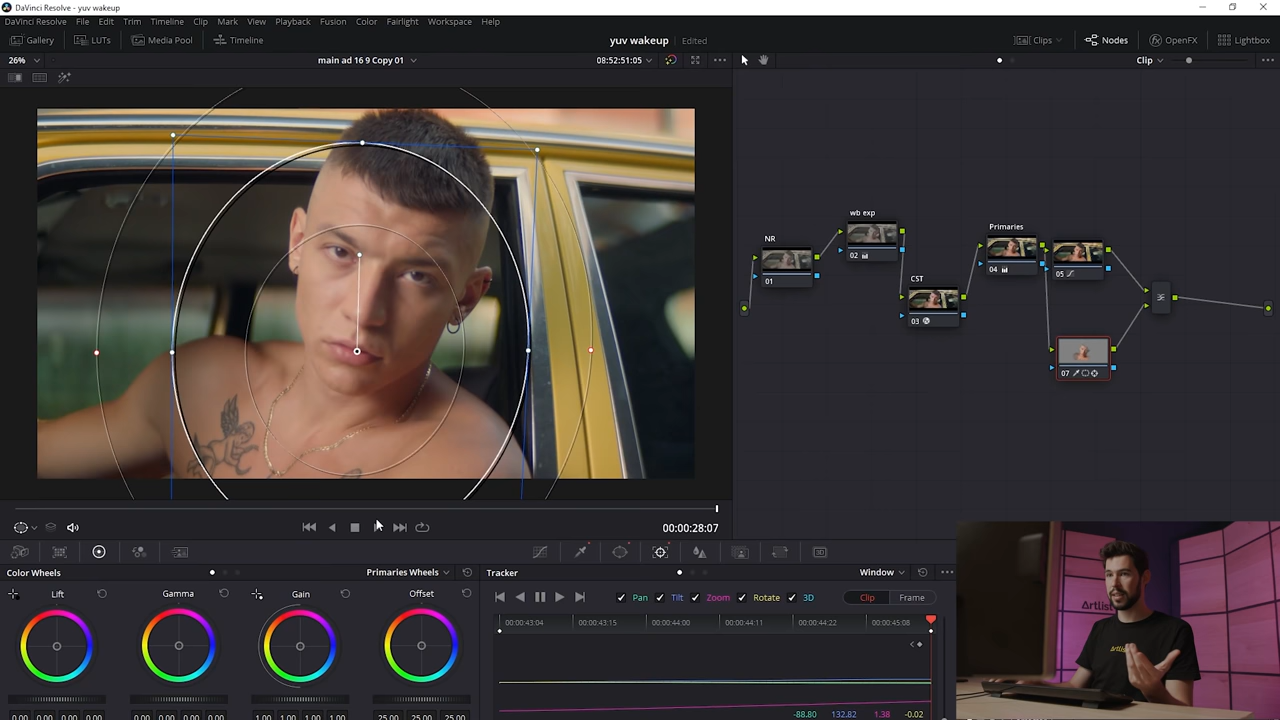 DaVinci Resolve - yuv wakeup
DaVinci Resolve File Edit Trim Timeline Clip Mark View Playback Fusion Color Fairlight Workspace Help
Gallery LUTs Media Pool Timeline yuv wakeup Edited Clips Nodes OpenFX Lightbox
26% main ad 16 9 Copy 01 08:52:51:05 Clip
wb exp
NR
Primaries
CST
02
04
05
01
03
07
00:00:28:07
Color Wheels Primaries Wheels Tracker Window
Lift Gamma Gain Offset
Pan Tilt Zoom Rotate 3D Clip Frame
00:00:43:04 00:00:43:15 00:00:44:00 00:00:44:11 00:00:44:22 00:00:45:08
Artlist
Artlist
0.00 0.00 0.00 0.00 0.00 0.00 0.00 0.00 1.00 1.00 1.00 1.00 25.00 25.00 25.00
-88.80 132.82 1.38 -0.02